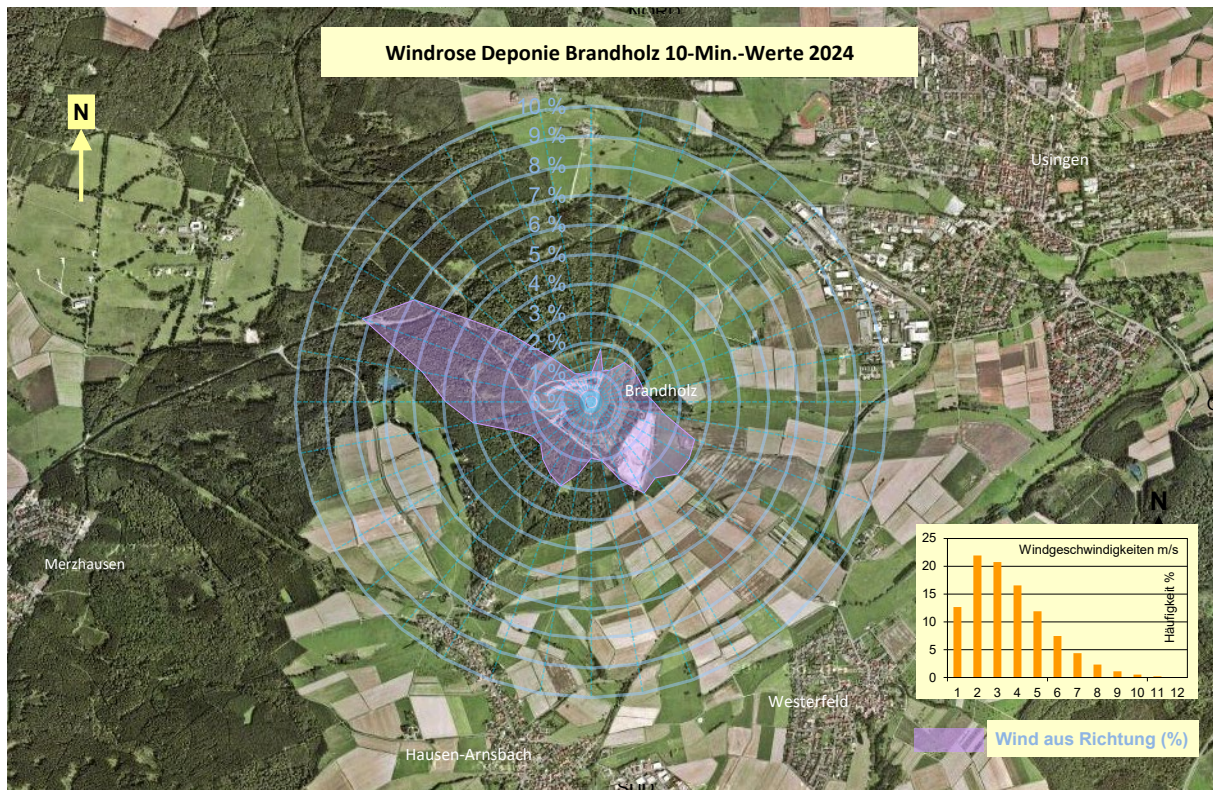 NORD
Windrose Deponie Brandholz 10-Min.-Werte 2024
N
10 %
9 %
8 %
7 %
6 %
5 %
4 %
3 %
2 %
Usingen
Brandholz
Merzhausen
N
25
20
15
10
5
0
Windgeschwindigkeiten m/s
Häufigkeit %
1 2 3 4 5 6 7 8 9 10 11 12
Westerfeld
Wind aus Richtung (%)
Hausen-Arnsbach